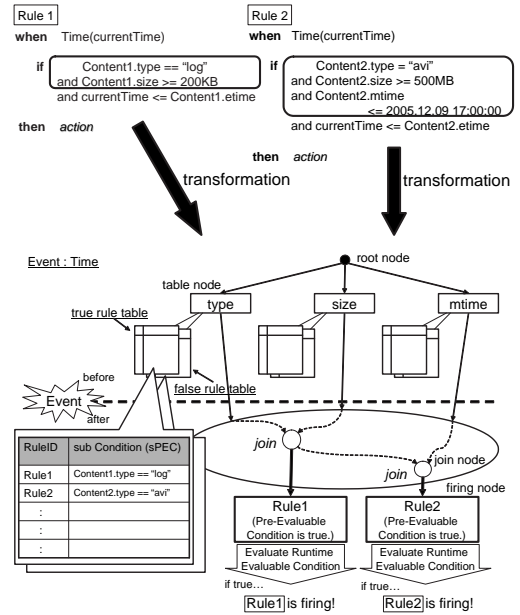 Rule 1
when Time(currentTime)
if Content1.type == “log”
and Content1.size >= 200KB
and currentTime <= Content1.etime
then action
Rule 2
when Time(currentTime)
if Content2.type = “avi”
and Content2.size >= 500MB
and Content2.mtime
<= 2005.12.09 17:00:00
and currentTime <= Content2.etime
then action
transformation
transformation
Event : Time
root node
table node
type
size
mtime
true rule table
false rule table
before
Event
after
join
join
join node
firing node
RuleID sub Condition (sPEC)
Rule1 Content1.type == “log”
Rule2 Content2.type == “avi”
:
:
:
:
:
:
Rule1
(Pre-Evaluable
Condition is true.)
Evaluate Runtime
Evaluable Condition
if true…
Rule1 is firing!
Rule2
(Pre-Evaluable
Condition is true.)
Evaluate Runtime
Evaluable Condition
if true…
Rule2 is firing!